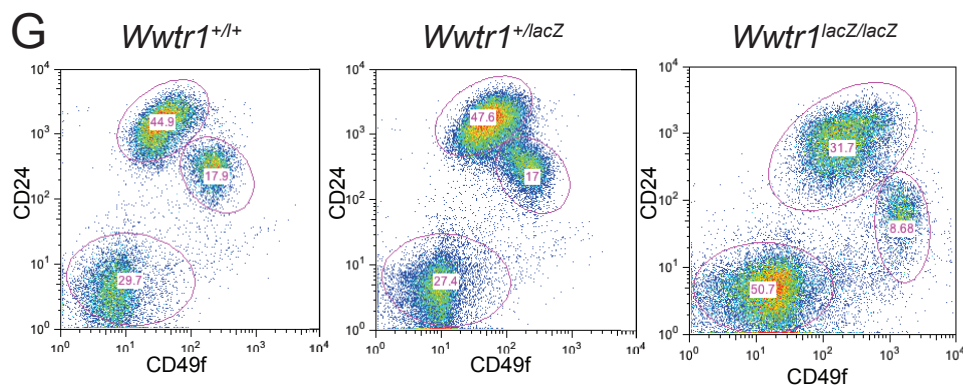 G
Wwtr1+/l+
Wwtr1+/lacZ
Wwtr1lacZ/lacZ
10⁴
10³
10²
10¹
10⁰
CD24
44.9
17.9
29.7
10⁰ 10¹ 10² 10³ 10⁴
CD49f
10⁴
10³
10²
10¹
10⁰
CD24
47.6
17
27.4
10⁰ 10¹ 10² 10³ 10⁴
CD49f
10⁴
10³
10²
10¹
10⁰
CD24
31.7
8.68
50.7
10⁰ 10¹ 10² 10³ 10⁴
CD49f